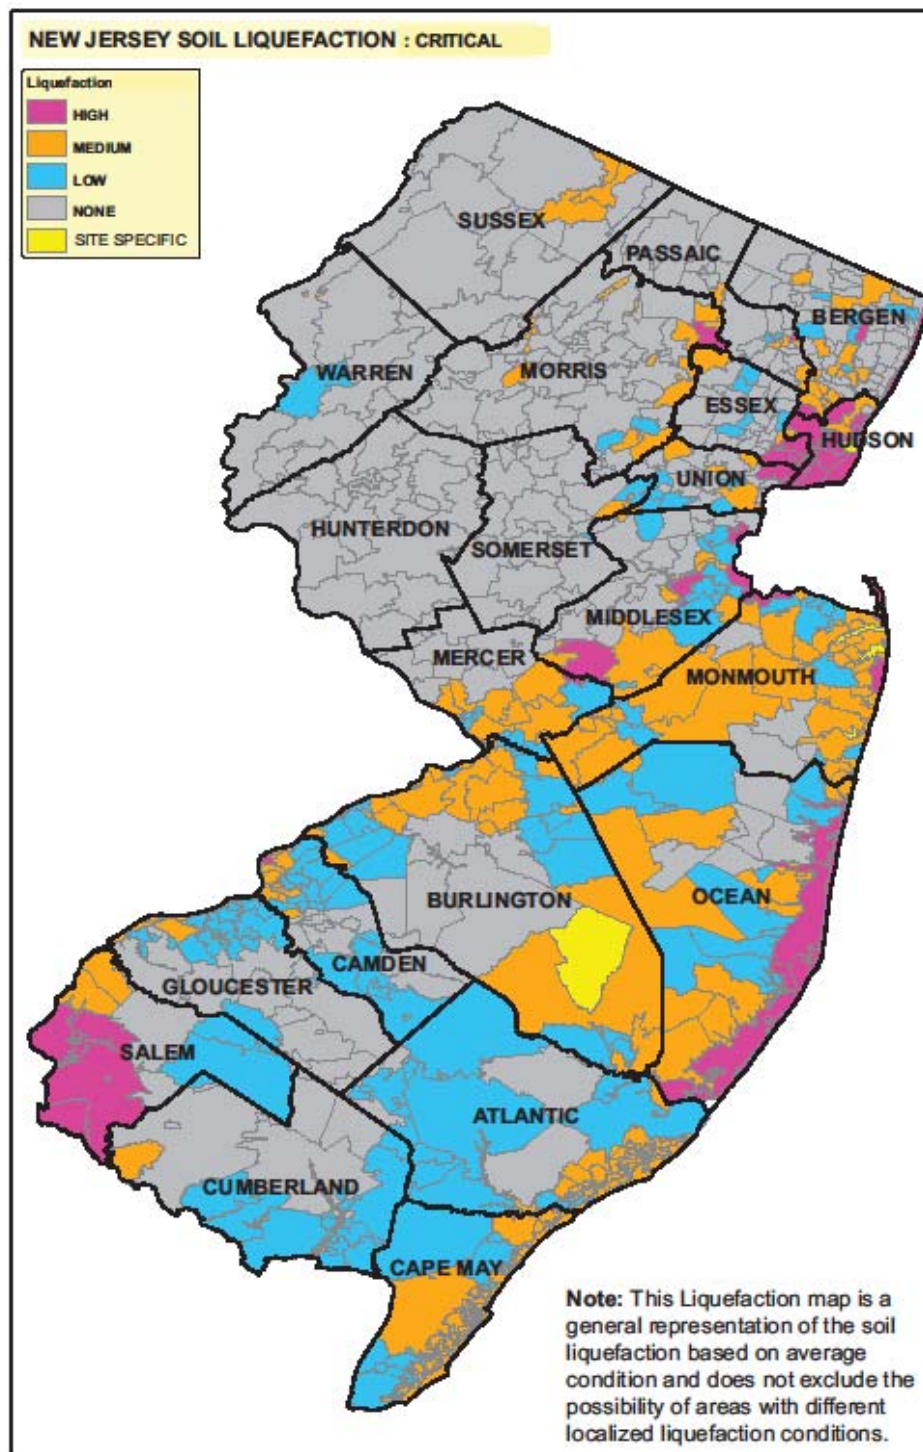 NEW JERSEY SOIL LIQUEFACTION : CRITICAL
Liquefaction
HIGH
MEDIUM
LOW
NONE
SITE SPECIFIC
SUSSEX
PASSAIC
BERGEN
WARREN
MORRIS
ESSEX
HUDSON
UNION
HUNTERDON
SOMERSET
MIDDLESEX
MERCER
MONMOUTH
BURLINGTON
OCEAN
CAMDEN
GLOUCESTER
SALEM
ATLANTIC
CUMBERLAND
CAPE MAY
Note: This Liquefaction map is a
general representation of the soil
liquefaction based on average
condition and does not exclude the
possibility of areas with different
localized liquefaction conditions.